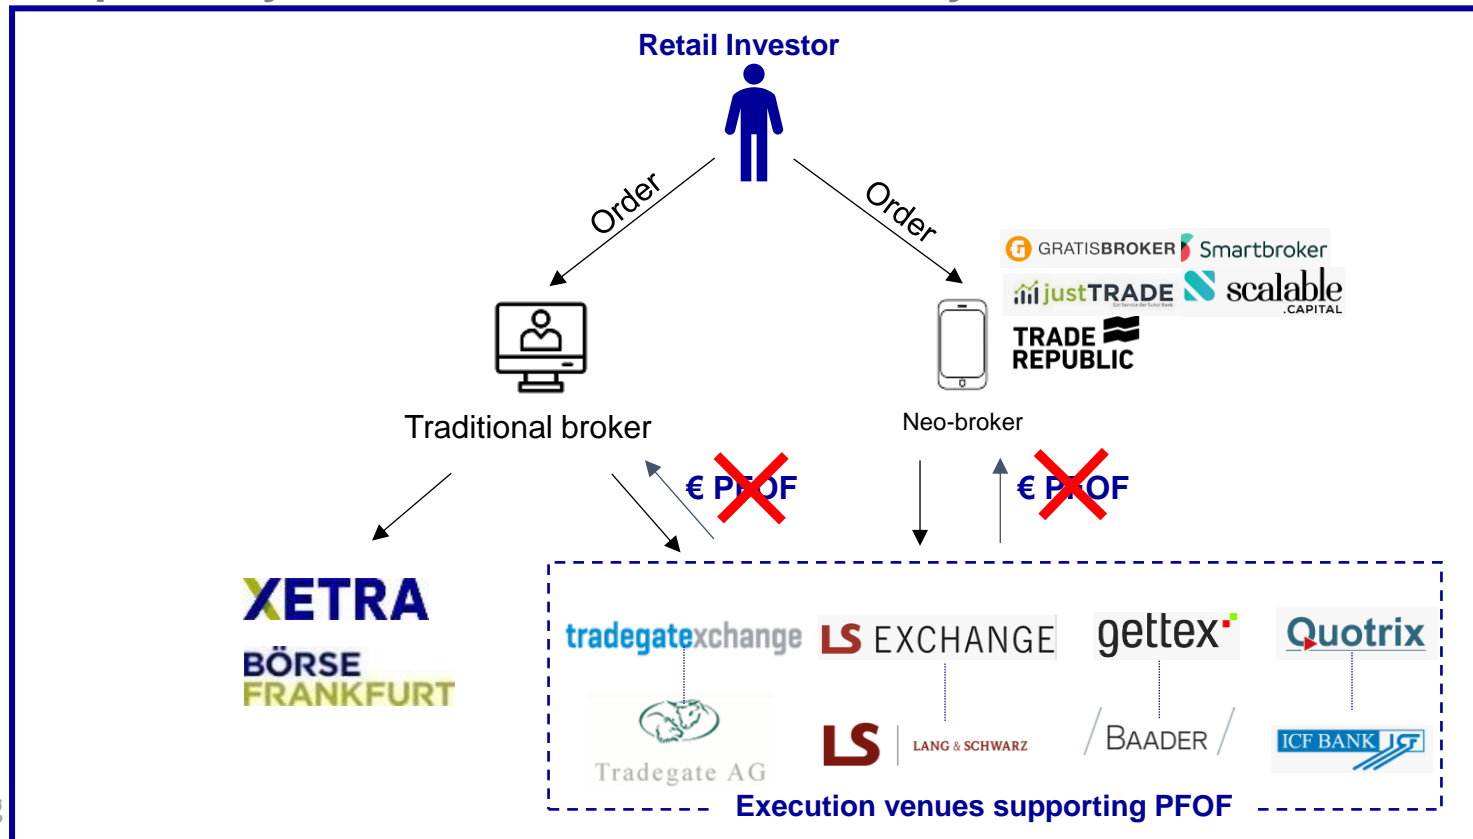 Retail Investor
Order
Order
GRATISBROKER
Smartbroker
justTRADE
scalable
.CAPITAL
TRADE
REPUBLIC
Traditional broker
Neo-broker
€ PFOF
€ PFOF
XETRA
BÖRSE
FRANKFURT
tradegatexchange
LS EXCHANGE
gettex
Quotrix
Tradegate AG
LS LANG & SCHWARZ
BAADER
ICF BANK ICF
Execution venues supporting PFOF